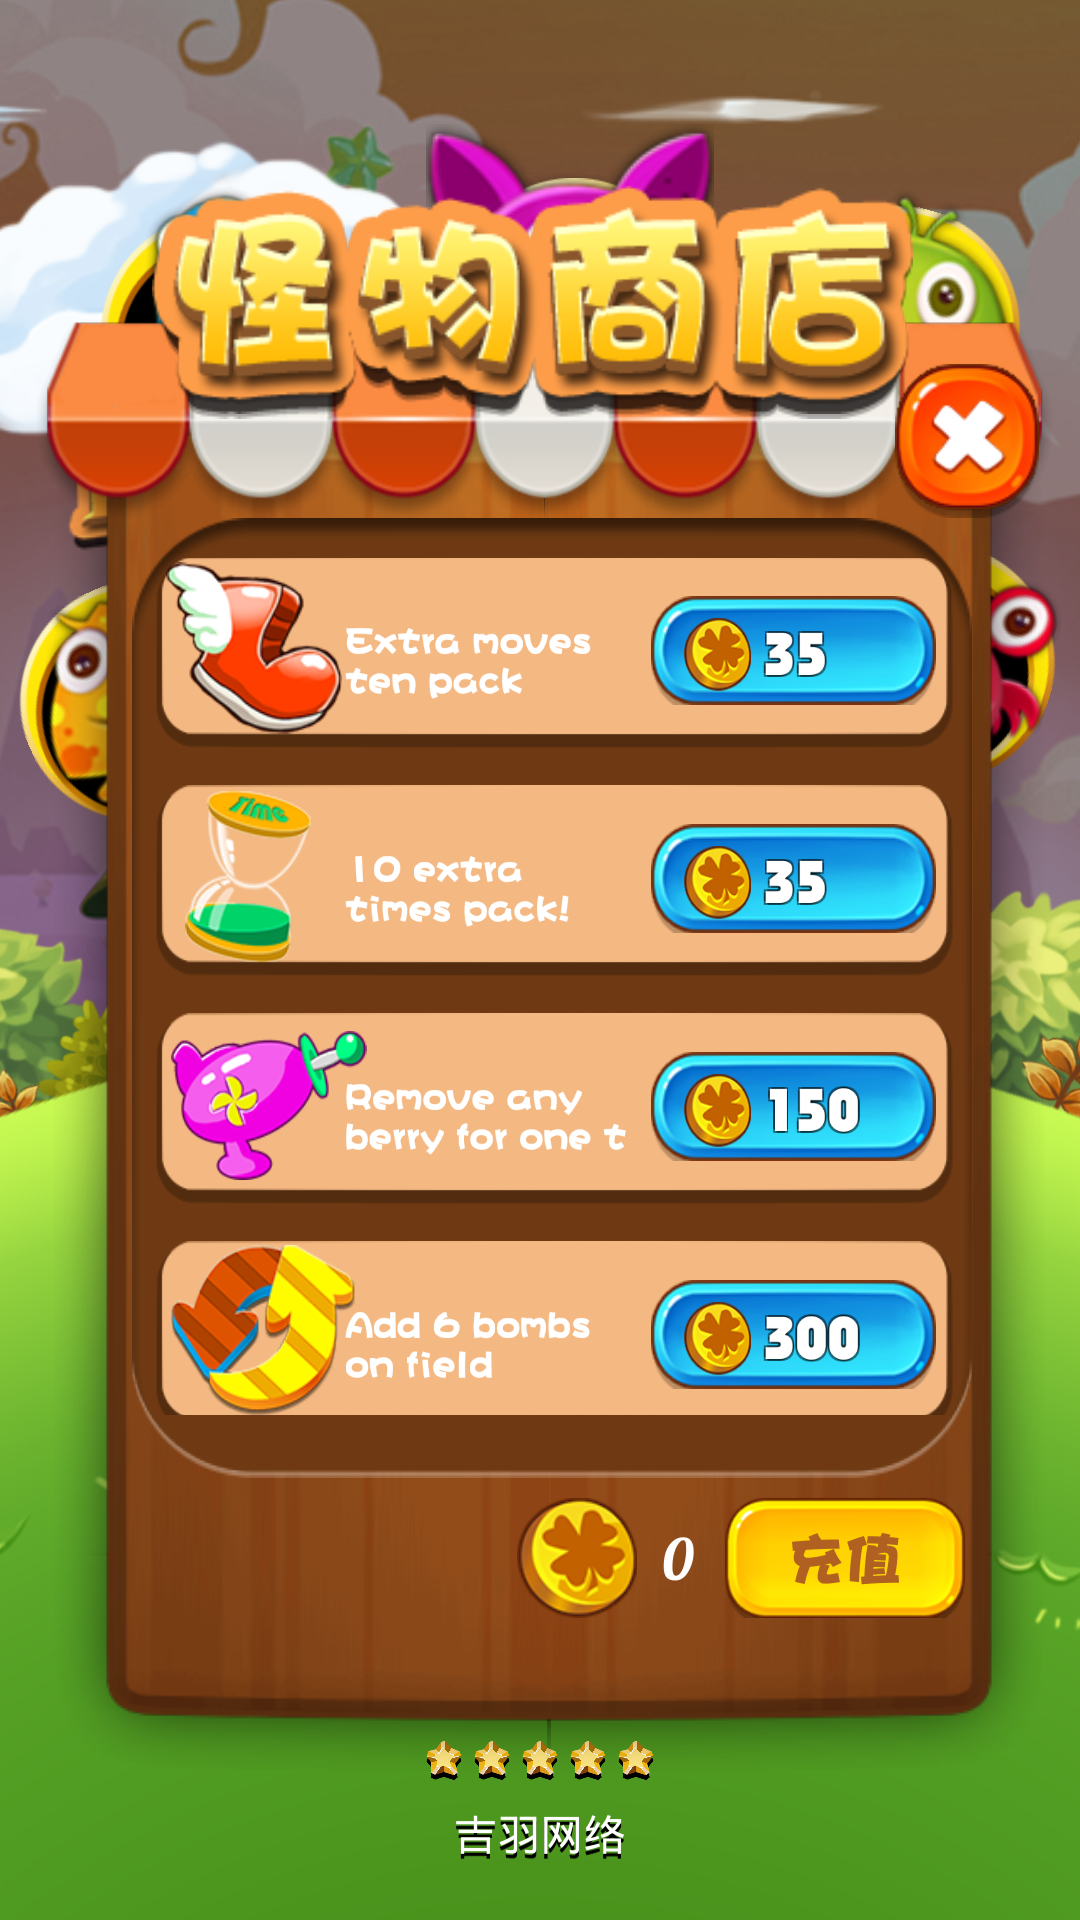 怪物商店
Extra moves
ten pack
35
Time
10 extra
times pack!
35
Remove any
berry for one t
150
Add 6 bombs
on field
300
0
充值
吉羽网络